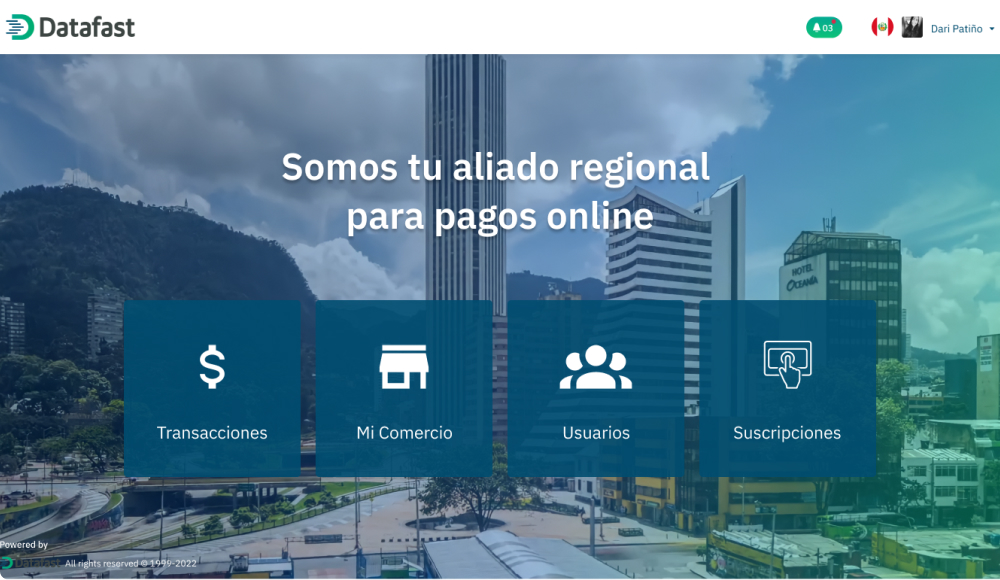 Datafast
03
Dari Patiño
Somos tu aliado regional
para pagos online
HOTEL
OCEANÍA
$
Transacciones
Mi Comercio
Usuarios
Suscripciones
Powered by
Datafast All rights reserved © 1999-2022